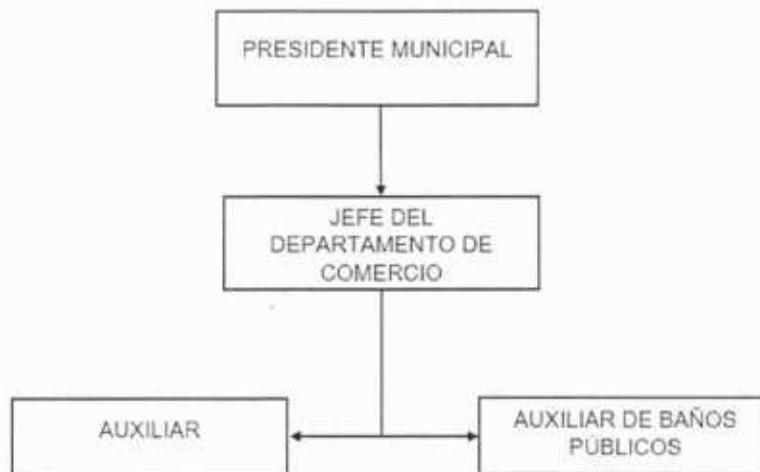 PRESIDENTE MUNICIPAL
JEFE DEL
DEPARTAMENTO DE
COMERCIO
AUXILIAR
AUXILIAR DE BAÑOS
PÚBLICOS